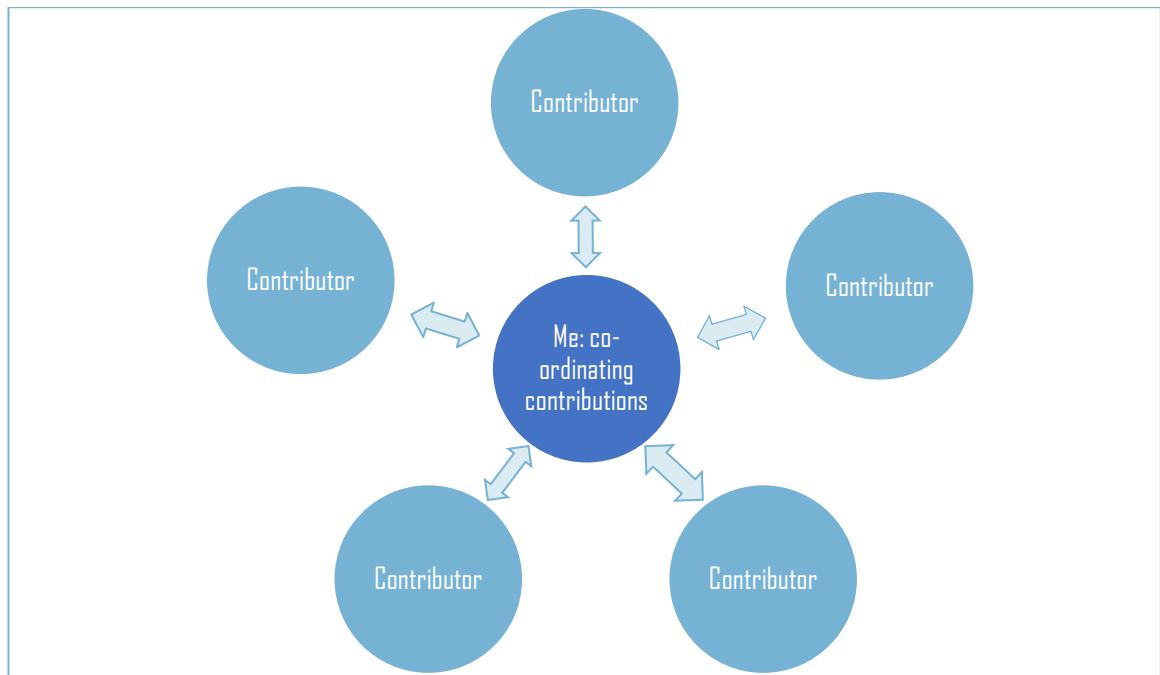 Contributor
Contributor
Contributor
Me: co-
ordinating
contributions
Contributor
Contributor